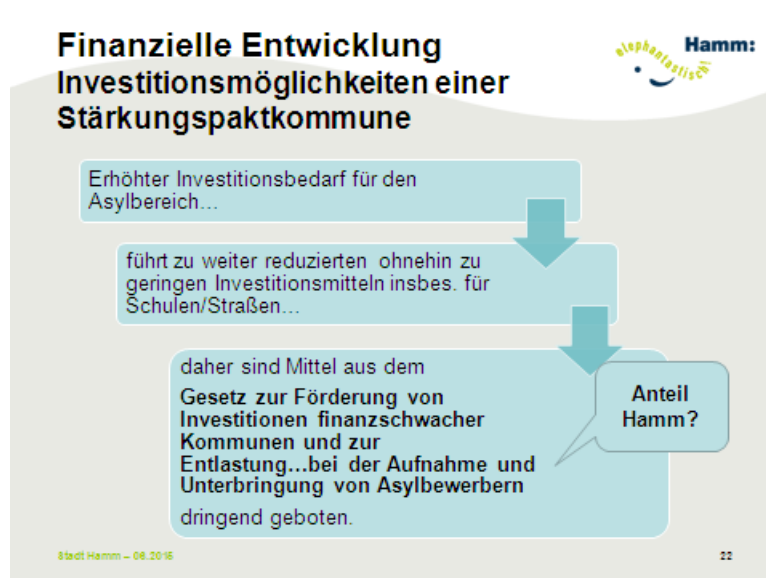 Finanzielle Entwicklung
Investitionsmöglichkeiten einer
Stärkungspaktkommune
elephantastisch
Hamm:
Erhöhter Investitionsbedarf für den
Asylbereich...
führt zu weiter reduzierten ohnehin zu
geringen Investitionsmitteln insbes. für
Schulen/Straßen...
daher sind Mittel aus dem
Gesetz zur Förderung von
Investitionen finanzschwacher
Kommunen und zur
Entlastung...bei der Aufnahme und
Unterbringung von Asylbewerbern
dringend geboten.
Anteil
Hamm?
Stadt Hamm – 06.2015
22